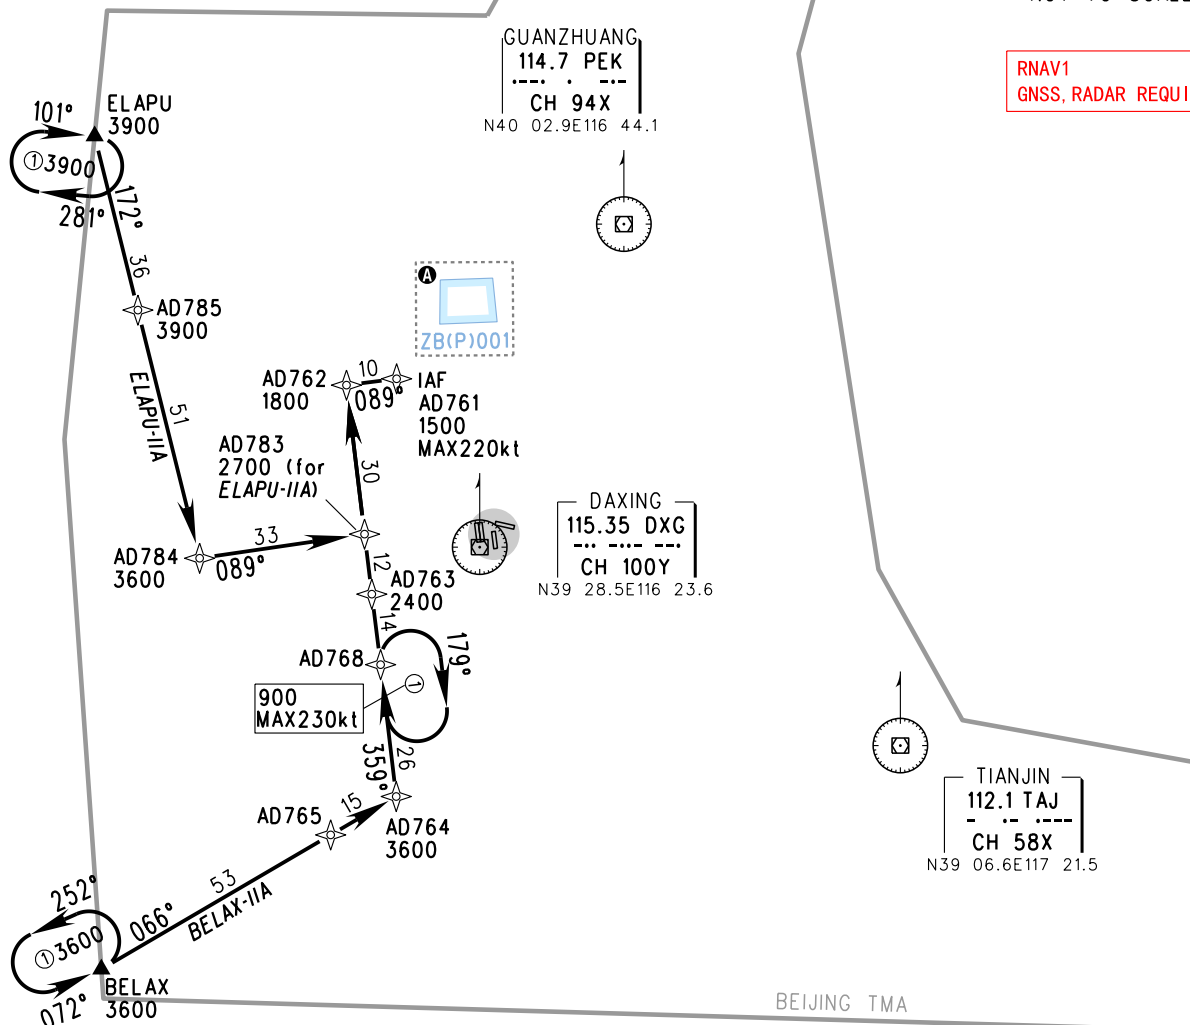 GUANZHUANG
114.7 PEK
CH 94X
N40 02.9E116 44.1
RNAV1
ELAPU
3900
101°
①3900
281°
172°
36
AD785
3900
ELAPU-IIA
51
A
ZB(P)001
AD762
1800
10
089°
IAF
AD761
1500
MAX220kt
AD783
2700 (for
ELAPU-IIA)
30
DAXING
115.35 DXG
CH 100Y
N39 28.5E116 23.6
AD784
3600
33
089°
12
AD763
2400
14
AD768
179°
①
900
MAX230kt
359°
26
AD765
15
AD764
3600
TIANJIN
112.1 TAJ
CH 58X
N39 06.6E117 21.5
252°
①3600
072°
066°
53
BELAX-IIA
BELAX
3600
BEIJING TMA
GNSS, RADAR REQUI